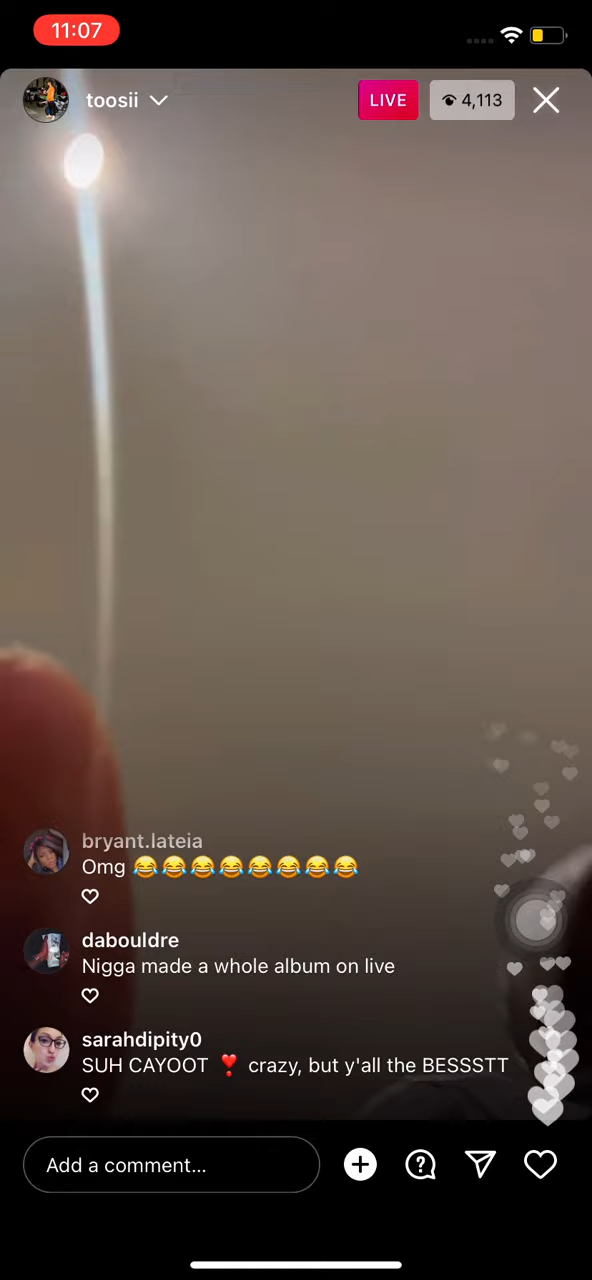 11:07
toosii
LIVE
4,113
bryant.lateia
Omg 😂😂😂😂😂😂😂😂
dabouldre
Nigga made a whole album on live
sarahdipity0
SUH CAYOOT ❣️ crazy, but y'all the BESSSTT
Add a comment...